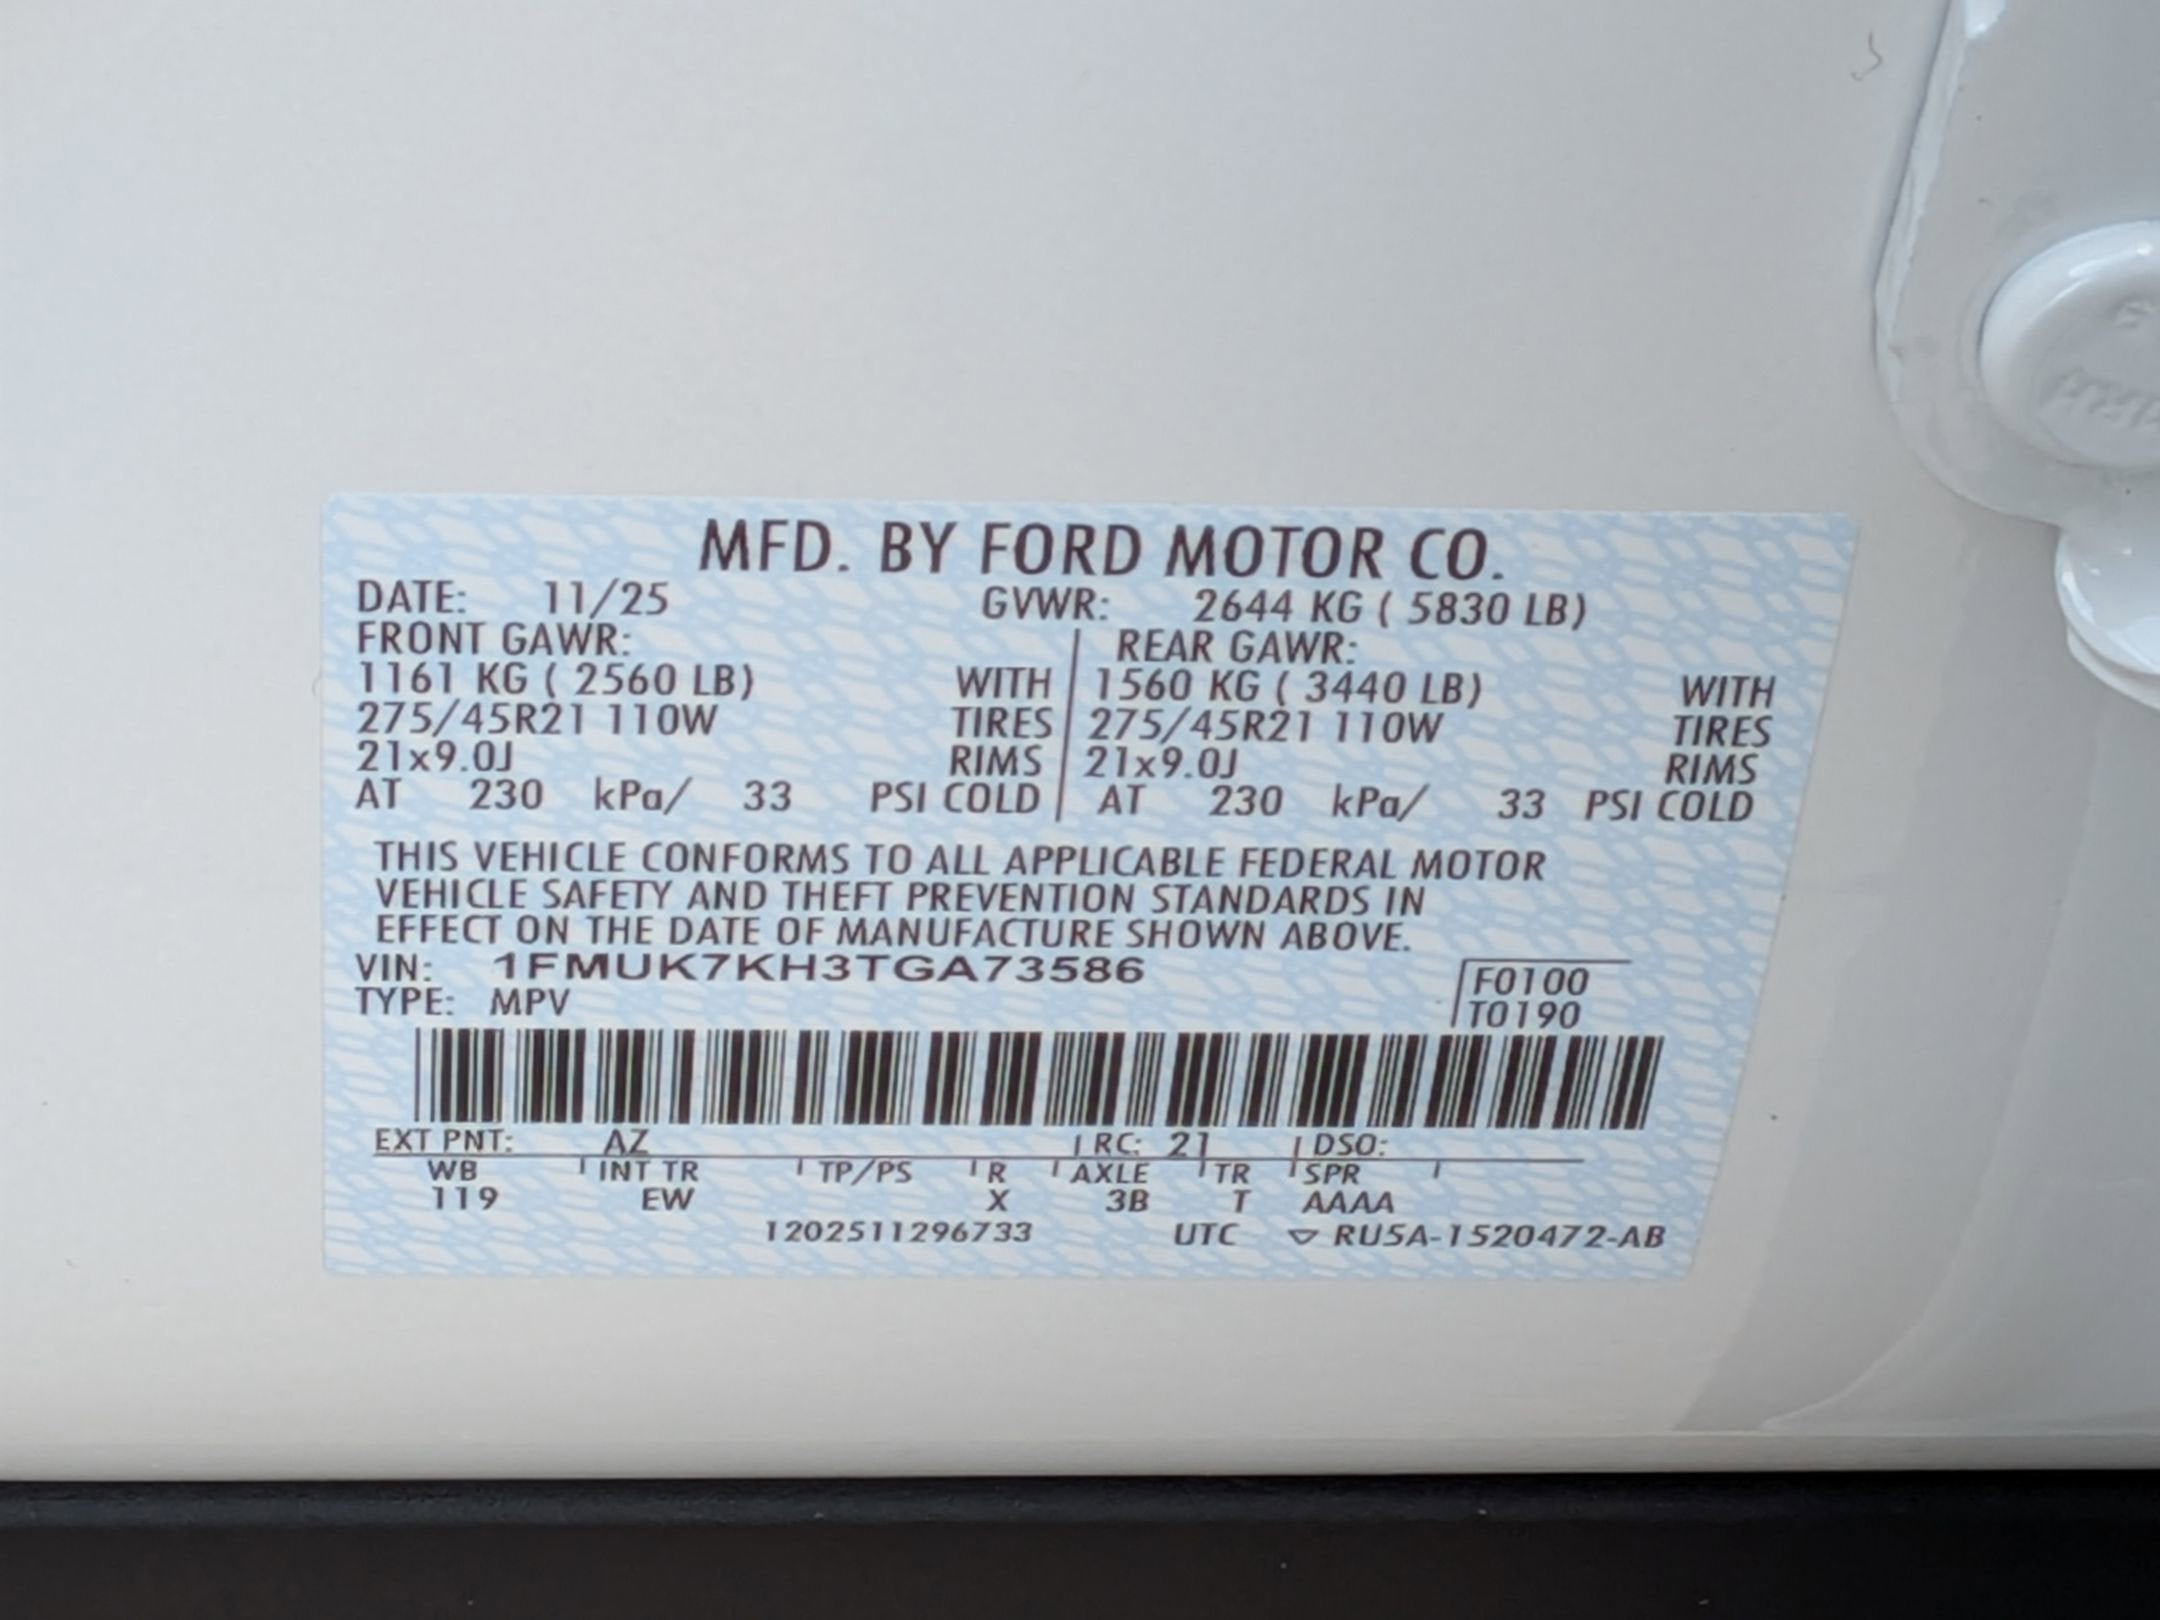 MFD. BY FORD MOTOR CO.
DATE: 11/25 GVWR: 2644 KG ( 5830 LB)
FRONT GAWR: REAR GAWR:
1161 KG ( 2560 LB) WITH 1560 KG ( 3440 LB) WITH
275/45R21 110W TIRES 275/45R21 110W TIRES
21x9.0J RIMS 21x9.0J RIMS
AT 230 kPa/ 33 PSI COLD AT 230 kPa/ 33 PSI COLD
THIS VEHICLE CONFORMS TO ALL APPLICABLE FEDERAL MOTOR
VEHICLE SAFETY AND THEFT PREVENTION STANDARDS IN
EFFECT ON THE DATE OF MANUFACTURE SHOWN ABOVE.
VIN: 1FMUK7KH3TGA73586 F0100
TYPE: MPV T0190
EXT PNT: AZ RC: 21 DSO:
WB INT TR TP/PS R AXLE TR SPR
119 EW X 3B T AAAA
1202511296733 UTC ▽ RU5A-1520472-AB